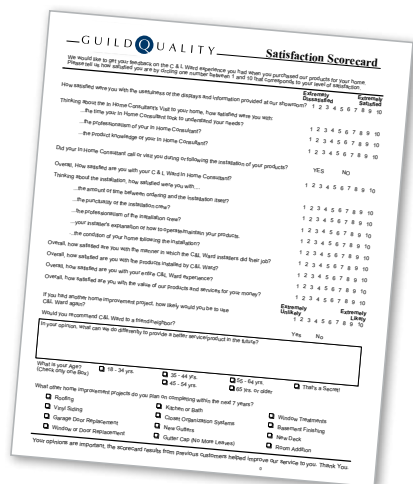 GUILDQUALITY
Satisfaction Scorecard
We would like to get your feedback on the C & L Ward experience you had when you purchased our products for your home.
Please tell us how satisfied you are by circling one number between 1 and 10 that corresponds to your level of satisfaction.
Extremely Dissatisfied Extremely Satisfied
How satisfied were you with the usefulness of the displays and information provided at our showroom? 1 2 3 4 5 6 7 8 9 10
Thinking about the In Home Consultants Visit to your home, how satisfied were you with:
...the time your In Home Consultant took to understand your needs? 1 2 3 4 5 6 7 8 9 10
...the professionalism of your In Home Consultant? 1 2 3 4 5 6 7 8 9 10
...the product knowledge of your In Home Consultant? 1 2 3 4 5 6 7 8 9 10
Did your In Home Consultant call or visit you during or following the installation of your products? YES NO
Overall, How satisfied are you with your C & L Ward In Home Consultant? 1 2 3 4 5 6 7 8 9 10
Thinking about the installation, how satisfied were you with....
...the amount of time between ordering and the installation itself? 1 2 3 4 5 6 7 8 9 10
...the punctuality of the installation crew? 1 2 3 4 5 6 7 8 9 10
...the professionalism of the installation crew? 1 2 3 4 5 6 7 8 9 10
...your installer's explanation on how to operate/maintain your products. 1 2 3 4 5 6 7 8 9 10
...the condition of your home following the installation? 1 2 3 4 5 6 7 8 9 10
Overall, how satisfied are you with the manner in which the C&L Ward installers did their job? 1 2 3 4 5 6 7 8 9 10
Overall, how satisfied are you with the products installed by C&L Ward? 1 2 3 4 5 6 7 8 9 10
Overall, how satisfied are you with your entire C&L Ward experience? 1 2 3 4 5 6 7 8 9 10
Overall, how satisfied are you with the value of our products and services for your money? 1 2 3 4 5 6 7 8 9 10
Extremely Unlikely Extremely Likely
If you had another home improvement project, how likely would you be to use
C&L Ward again? 1 2 3 4 5 6 7 8 9 10
Would you recommend C&L Ward to a friend/neighbor? Yes No
In your opinion, what can we do differently to provide a better service/product in the future?
What is your Age?
(Check only one Box)
18 - 34 yrs. 35 - 44 yrs. 55 - 64 yrs. That's a Secret!
45 - 54 yrs. 65 yrs. or older
What other home improvement projects do you plan on completing within the next 7 years?
Roofing Kitchen or Bath Window Treatments
Vinyl Siding Closet Organization Systems Basement Finishing
Garage Door Replacement New Gutters New Deck
Window or Door Replacement Gutter Cap (No More Leaves) Room Addition
Your opinions are important, the scorecard results from previous customers helped improve our service to you. Thank You.